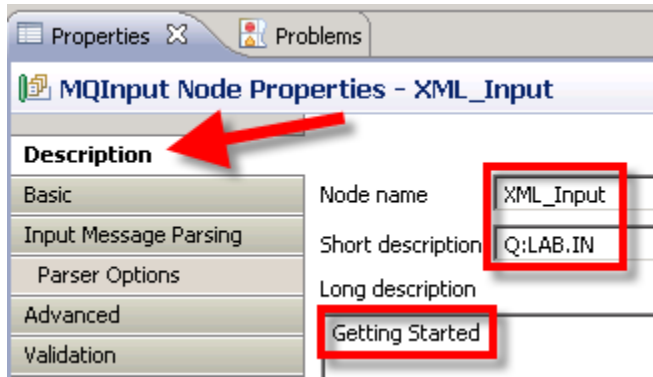 Properties Problems
MQInput Node Properties - XML_Input
Description
Basic
Input Message Parsing
Parser Options
Advanced
Validation
Node name XML_Input
Short description Q:LAB.IN
Long description
Getting Started